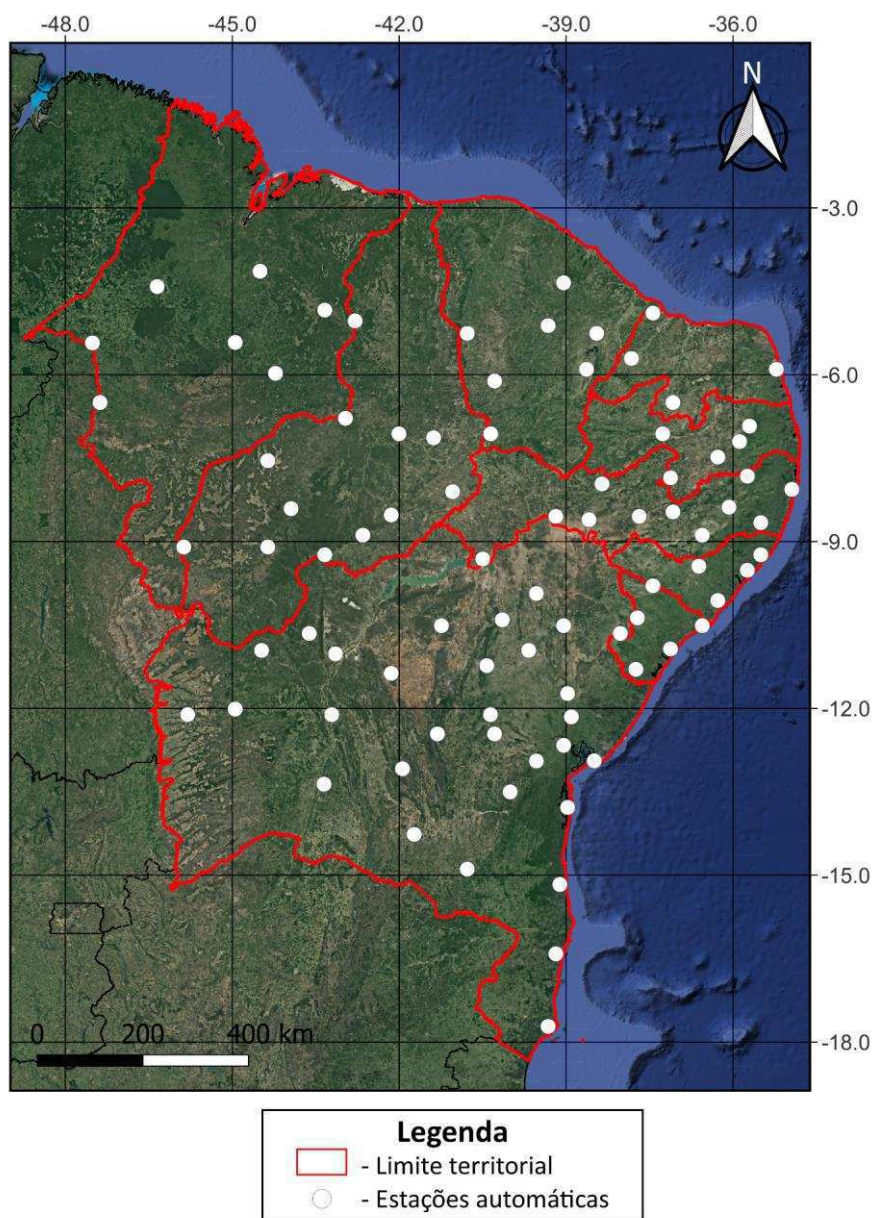 -48.0 -45.0 -42.0 -39.0 -36.0
N
-3.0
-6.0
-9.0
-12.0
-15.0
-18.0
0 200 400 km
Legenda
- Limite territorial
- Estações automáticas